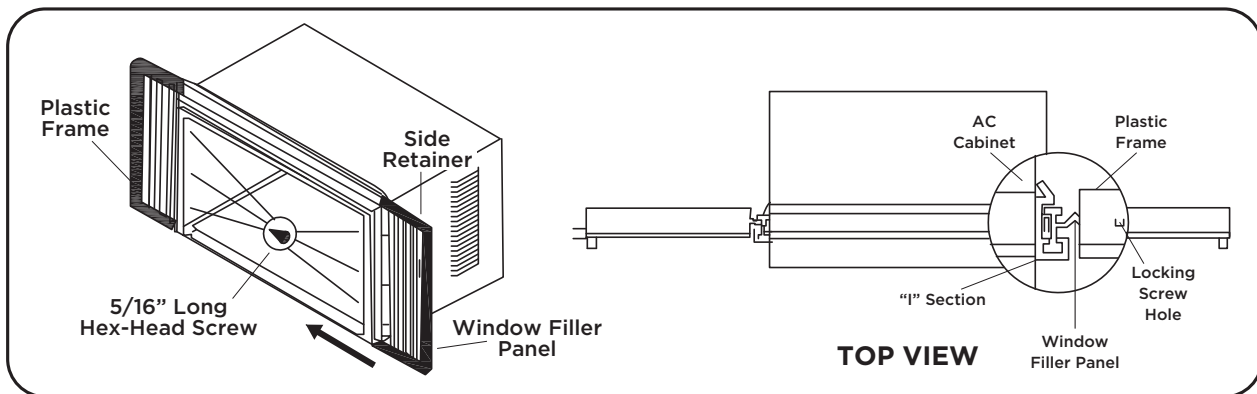 Plastic
Frame
Side
Retainer
5/16” Long
Hex-Head Screw
Window Filler
Panel
AC
Cabinet
Plastic
Frame
“I” Section
Locking
Screw
Hole
Window
Filler Panel
TOP VIEW